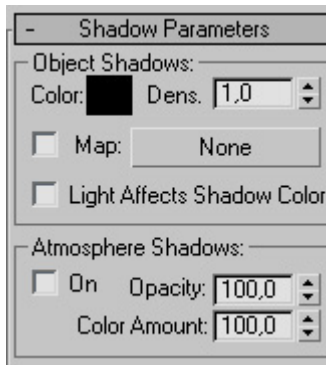 - Shadow Parameters
Object Shadows:
Color: Dens. 1,0
Map: None
Light Affects Shadow Color
Atmosphere Shadows:
On Opacity: 100,0
Color Amount: 100,0